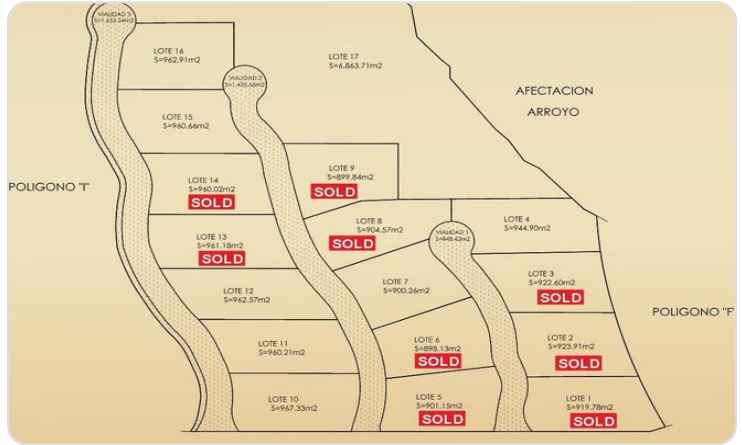 VIALIDAD 3
S=1,652.54m2
LOTE 16
S=962.91m2
LOTE 17
S=6,863.71m2
VIALIDAD 2
S=1,435.66m2
AFECTACION
ARROYO
LOTE 15
S=960.66m2
LOTE 9
S=899.84m2
SOLD
POLIGONO "I"
LOTE 14
S=960.02m2
SOLD
LOTE 8
S=904.57m2
SOLD
LOTE 4
S=944.90m2
VIALIDAD 1
S=848.42m2
LOTE 13
S=961.18m2
SOLD
LOTE 3
S=922.60m2
SOLD
LOTE 12
S=962.57m2
LOTE 7
S=900.26m2
POLIGONO "F"
LOTE 11
S=960.21m2
LOTE 6
S=898.13m2
SOLD
LOTE 2
S=923.91m2
SOLD
LOTE 10
S=967.33m2
LOTE 5
S=901.15m2
SOLD
LOTE 1
S=919.78m2
SOLD